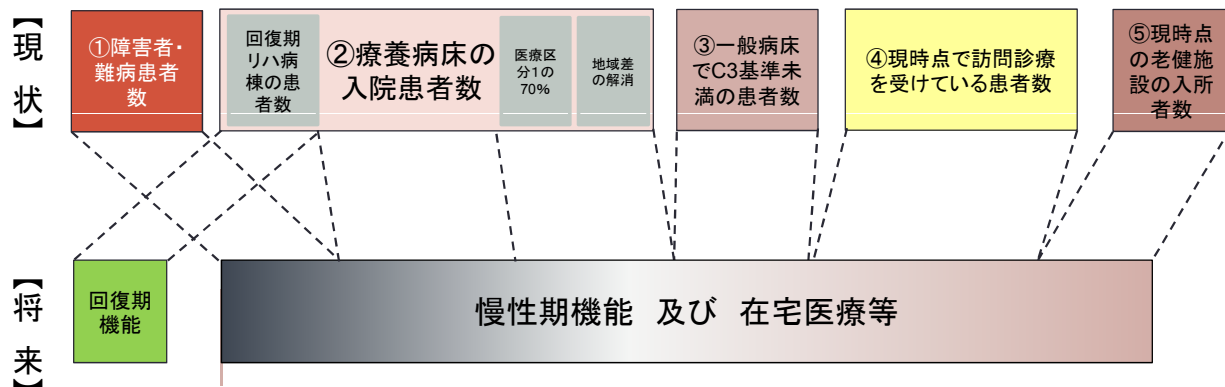 【現状】
①障害者・
難病患者
数
回復期
リハ病
棟の患
者数
②療養病床の
入院患者数
医療区
分1の
70%
地域差
の解消
③一般病床
でC3基準未
満の患者数
④現時点で訪問診療
を受けている患者数
⑤現時点
の老健施
設の入所
者数
【将来】
回復期
機能
慢性期機能 及び 在宅医療等